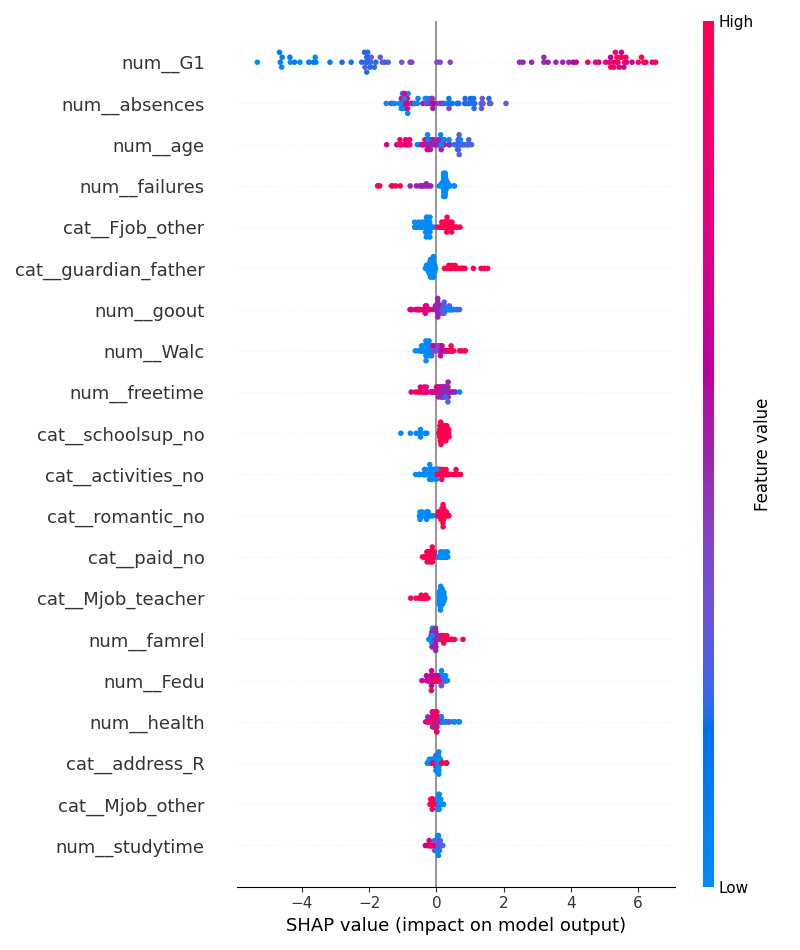 High
num__G1
num__absences
num__age
num__failures
cat__Fjob_other
cat__guardian_father
num__goout
num__Walc
num__freetime
cat__schoolsup_no
cat__activities_no
cat__romantic_no
cat__paid_no
cat__Mjob_teacher
num__famrel
num__Fedu
num__health
cat__address_R
cat__Mjob_other
num__studytime
Feature value
Low
−4 −2 0 2 4 6
SHAP value (impact on model output)